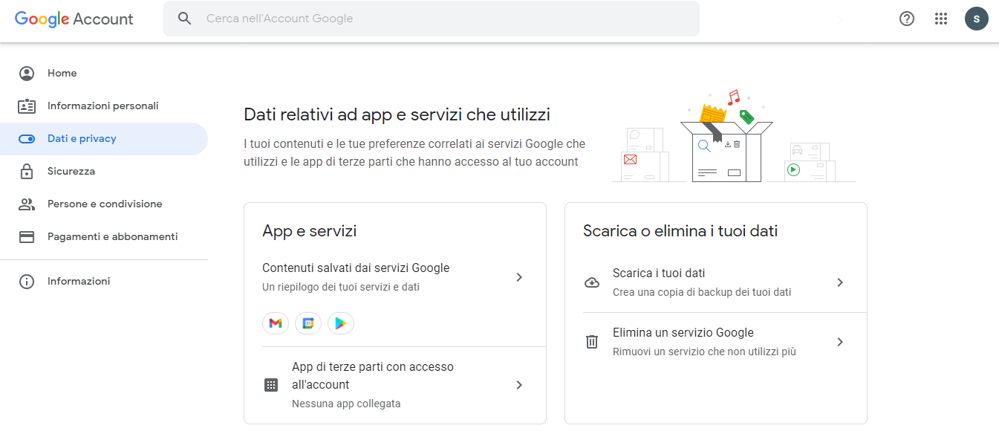 Google Account
Cerca nell'Account Google
S
Home
Informazioni personali
Dati e privacy
Sicurezza
Persone e condivisione
Pagamenti e abbonamenti
Informazioni
Dati relativi ad app e servizi che utilizzi
I tuoi contenuti e le tue preferenze correlati ai servizi Google che
utilizzi e le app di terze parti che hanno accesso al tuo account
App e servizi
Contenuti salvati dai servizi Google
Un riepilogo dei tuoi servizi e dati
31
App di terze parti con accesso
all'account
Nessuna app collegata
Scarica o elimina i tuoi dati
Scarica i tuoi dati
Crea una copia di backup dei tuoi dati
Elimina un servizio Google
Rimuovi un servizio che non utilizzi più